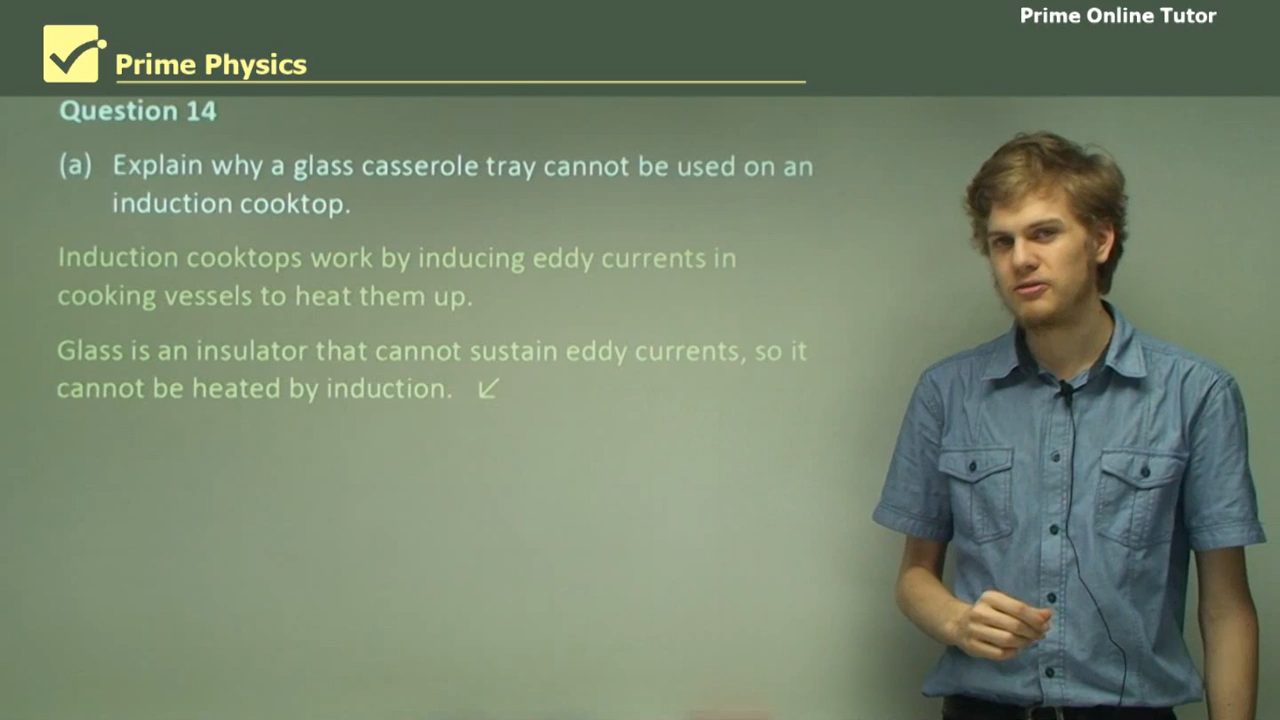 Prime Online Tutor
Prime Physics
Question 14
(a) Explain why a glass casserole tray cannot be used on an
induction cooktop.
Induction cooktops work by inducing eddy currents in
cooking vessels to heat them up.
Glass is an insulator that cannot sustain eddy currents, so it
cannot be heated by induction.